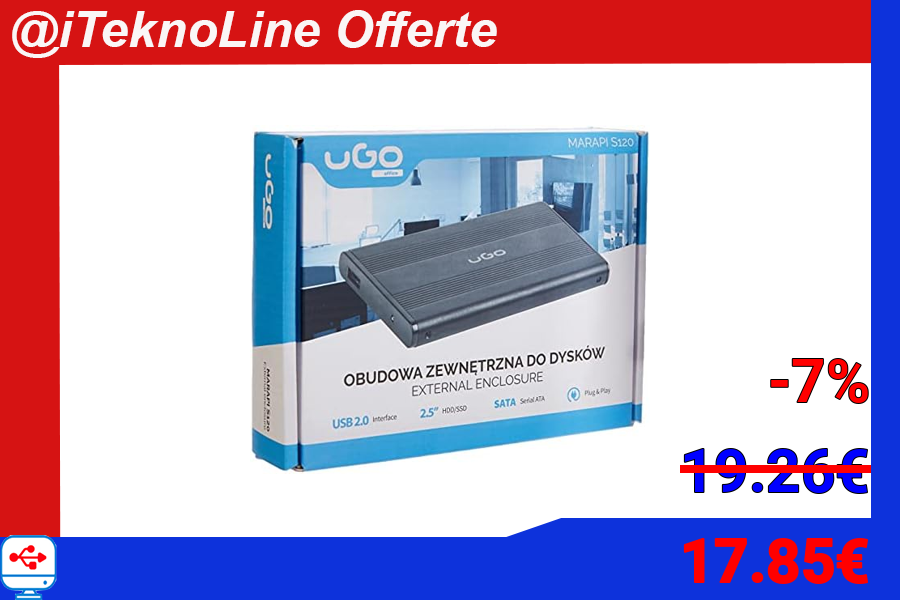 @iTeknoLine Offerte
uGo
office
MARAPI S120
uGo
uGo
OBUDOWA ZEWNĘTRZNA DO DYSKÓW
EXTERNAL ENCLOSURE
USB 2.0 Interface
2.5” HDD/SSD
SATA Serial ATA
Plug & Play
MARAPI S120
-7%
19.26€
17.85€